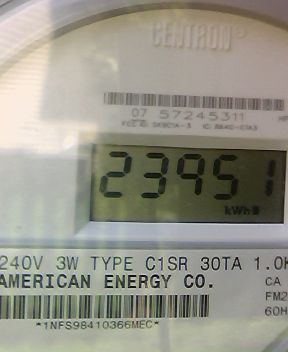 CENTRON®
07 57245311
23951
kWh
240V 3W TYPE C1SR 30TA 1.0K
AMERICAN ENERGY CO. CA
FM2
60H
*1NFS98410366MEC*